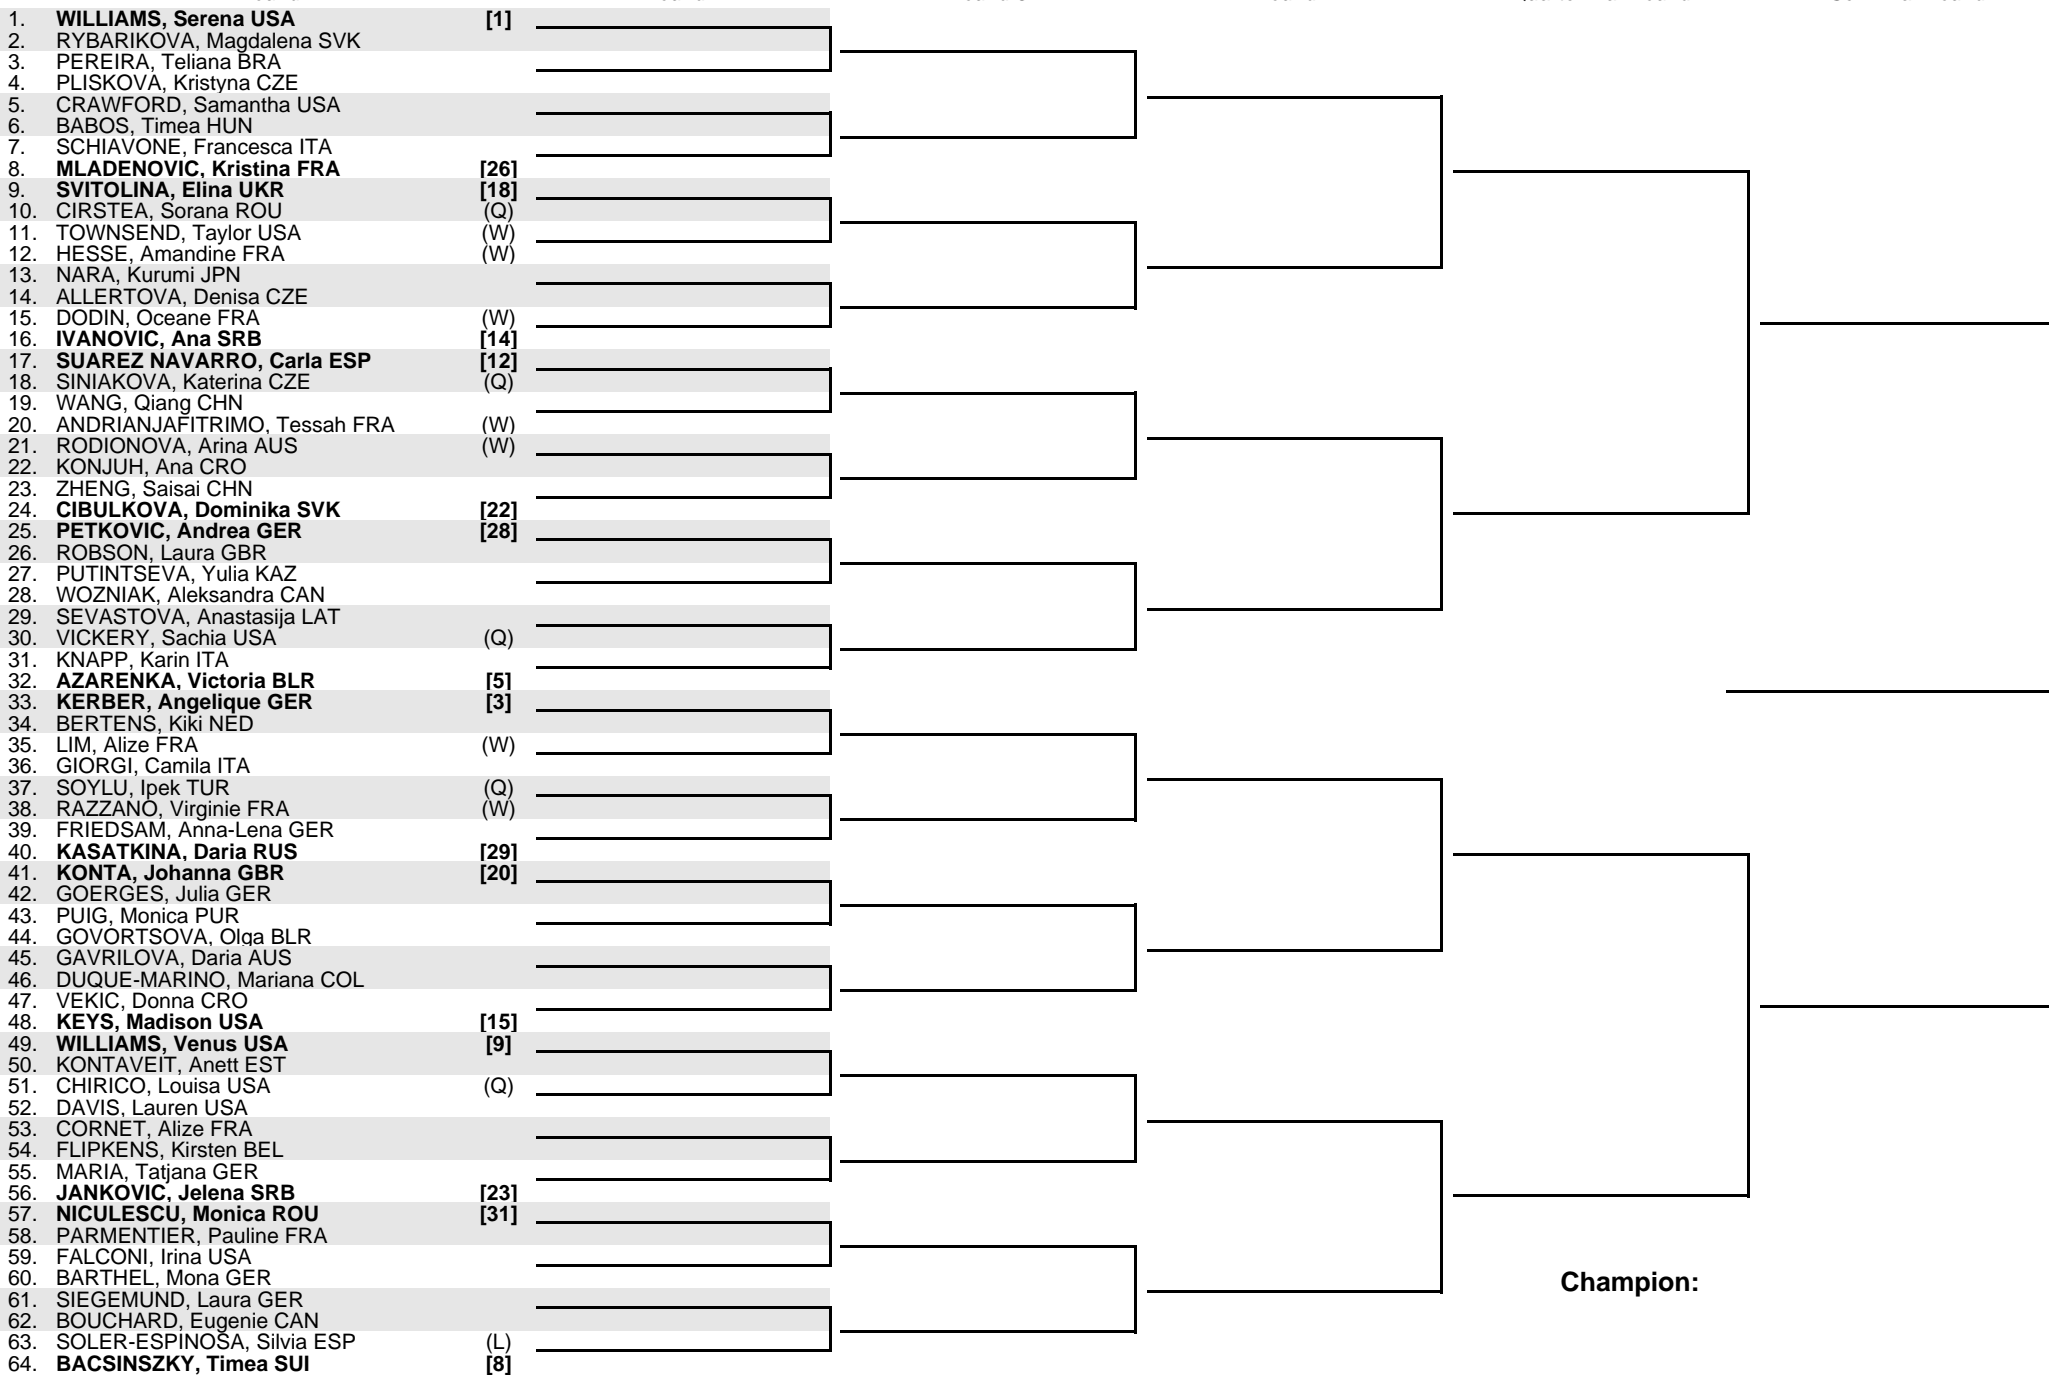 1. WILLIAMS, Serena USA [1]
2. RYBARIKOVA, Magdalena SVK
3. PEREIRA, Teliana BRA
4. PLISKOVA, Kristyna CZE
5. CRAWFORD, Samantha USA
6. BABOS, Timea HUN
7. SCHIAVONE, Francesca ITA
8. MLADENOVIC, Kristina FRA [26]
9. SVITOLINA, Elina UKR [18]
10. CIRSTEA, Sorana ROU (Q)
11. TOWNSEND, Taylor USA (W)
12. HESSE, Amandine FRA (W)
13. NARA, Kurumi JPN
14. ALLERTOVA, Denisa CZE
15. DODIN, Oceane FRA (W)
16. IVANOVIC, Ana SRB [14]
17. SUAREZ NAVARRO, Carla ESP [12]
18. SINIAKOVA, Katerina CZE (Q)
19. WANG, Qiang CHN
20. ANDRIANJAFITRIMO, Tessah FRA (W)
21. RODIONOVA, Arina AUS (W)
22. KONJUH, Ana CRO
23. ZHENG, Saisai CHN
24. CIBULKOVA, Dominika SVK [22]
25. PETKOVIC, Andrea GER [28]
26. ROBSON, Laura GBR
27. PUTINTSEVA, Yulia KAZ
28. WOZNIAK, Aleksandra CAN
29. SEVASTOVA, Anastasija LAT
30. VICKERY, Sachia USA (Q)
31. KNAPP, Karin ITA
32. AZARENKA, Victoria BLR [5]
33. KERBER, Angelique GER [3]
34. BERTENS, Kiki NED
35. LIM, Alize FRA (W)
36. GIORGI, Camila ITA
37. SOYLU, Ipek TUR (Q)
38. RAZZANO, Virginie FRA (W)
39. FRIEDSAM, Anna-Lena GER
40. KASATKINA, Daria RUS [29]
41. KONTA, Johanna GBR [20]
42. GOERGES, Julia GER
43. PUIG, Monica PUR
44. GOVORTSOVA, Olga BLR
45. GAVRILOVA, Daria AUS
46. DUQUE-MARINO, Mariana COL
47. VEKIC, Donna CRO
48. KEYS, Madison USA [15]
49. WILLIAMS, Venus USA [9]
50. KONTAVEIT, Anett EST
51. CHIRICO, Louisa USA (Q)
52. DAVIS, Lauren USA
53. CORNET, Alize FRA
54. FLIPKENS, Kirsten BEL
55. MARIA, Tatjana GER
56. JANKOVIC, Jelena SRB [23]
57. NICULESCU, Monica ROU [31]
58. PARMENTIER, Pauline FRA
59. FALCONI, Irina USA
60. BARTHEL, Mona GER
Champion:
61. SIEGEMUND, Laura GER
62. BOUCHARD, Eugenie CAN
63. SOLER-ESPINOSA, Silvia ESP (L)
64. BACSINSZKY, Timea SUI [8]